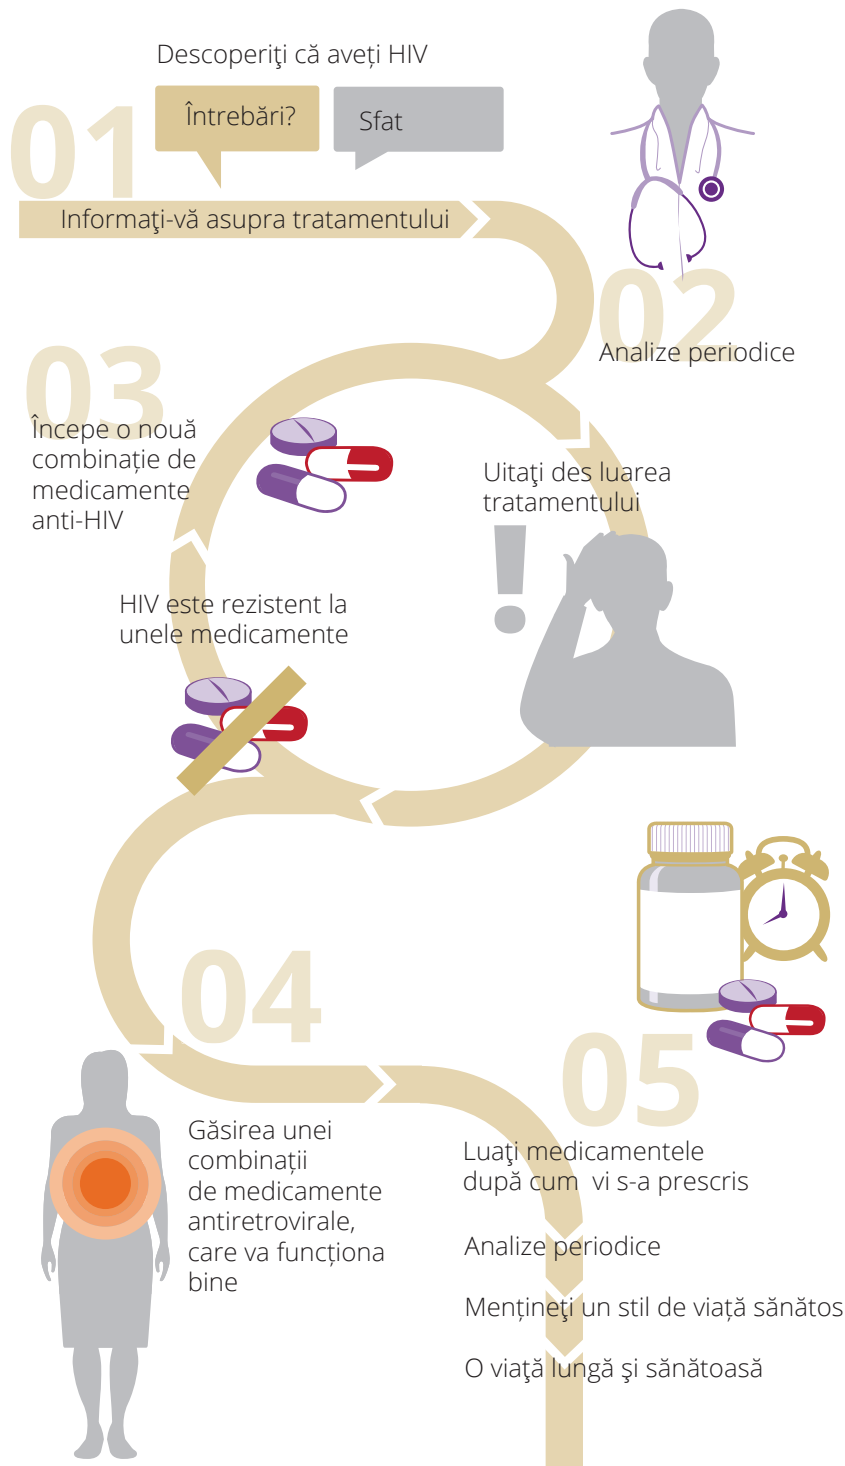 Descoperiţi că aveți HIV
01
Întrebări?
Sfat
Informaţi-vă asupra tratamentului
02
Analize periodice
03
Începe o nouă
combinație de
medicamente
anti-HIV
Uitaţi des luarea
tratamentului
!
HIV este rezistent la
unele medicamente
04
Găsirea unei
combinații
de medicamente
antiretrovirale,
care va funcționa
bine
05
Luaţi medicamentele
după cum vi s-a prescris
Analize periodice
Mențineţi un stil de viață sănătos
O viaţă lungă şi sănătoasă